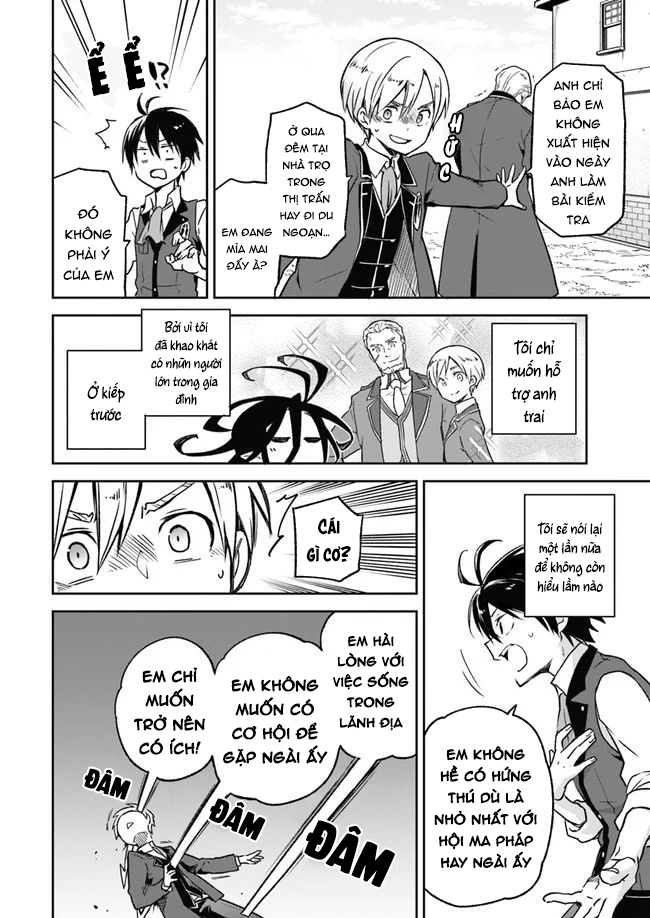 ANH CHỈ
BẢO EM
KHÔNG
XUẤT HIỆN
VÀO NGÀY
ANH LÀM
BÀI KIỂM
TRA
HỰC
Ở QUA
ĐÊM TẠI
NHÀ TRỌ
TRONG
THỊ TRẤN
HAY ĐI DU
NGOẠN...
EM ĐANG
MỈA MAI
ĐẤY À?
Ể Ể !?
ĐÓ
KHÔNG
PHẢI Ý
CỦA EM
Tôi chỉ
muốn hỗ
trợ anh
trai
Bởi vì tôi
đã khao khát
có nhữn người
lớn trong gia
đình
Ở kiếp
trước
Tôi sẽ nói lại
một lần nữa
để không còn
hiểu lầm nào
Cái
gì cơ?
EM KHÔNG
HỀ CÓ HỨNG
THÚ DÙ LÀ
NHỎ NHẤT VỚI
HỘI MA PHÁP
HAY NGÀI ẤY
EM HÀI
LÒNG VỚI
VIỆC SỐNG
TRONG
LÃNH ĐỊA
EM KHÔNG
MUỐN CÓ
CƠ HỘI ĐỂ
GẶP NGÀI ẤY
EM CHỈ
MUỐN
TRỞ NÊN
CÓ ÍCH!
ĐÂM
ĐÂM
ĐÂM